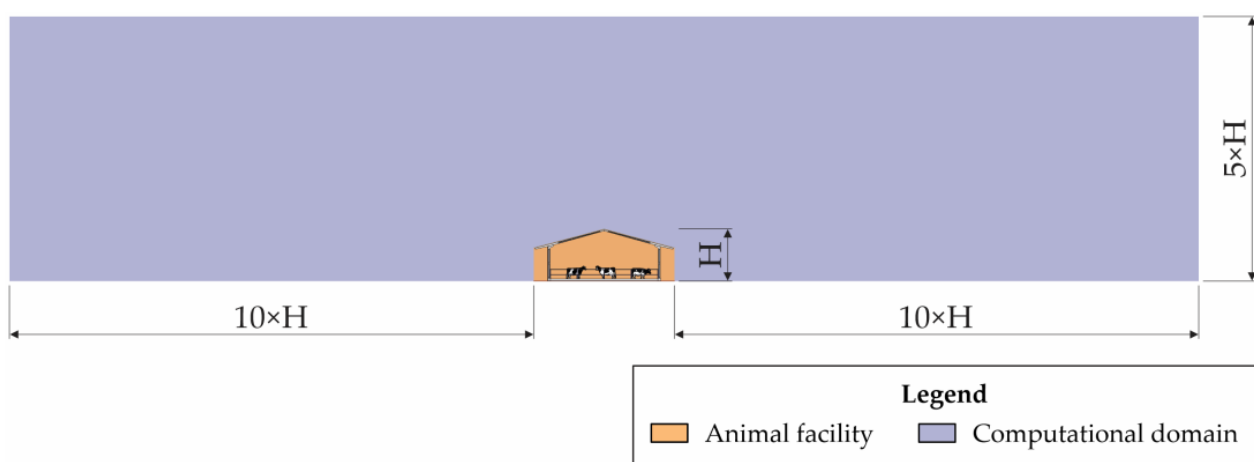 5×H
H
10×H
10×H
Legend
Animal facility
Computational domain